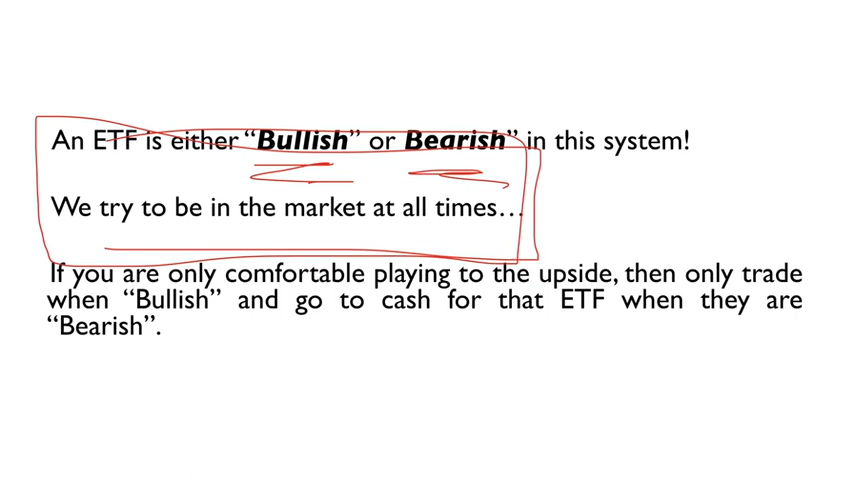 An ETF is either “Bullish” or Bearish” in this system!
We try to be in the market at all times…
If you are only comfortable playing to the upside, then only trade
when “Bullish” and go to cash for that ETF when they are
“Bearish”.